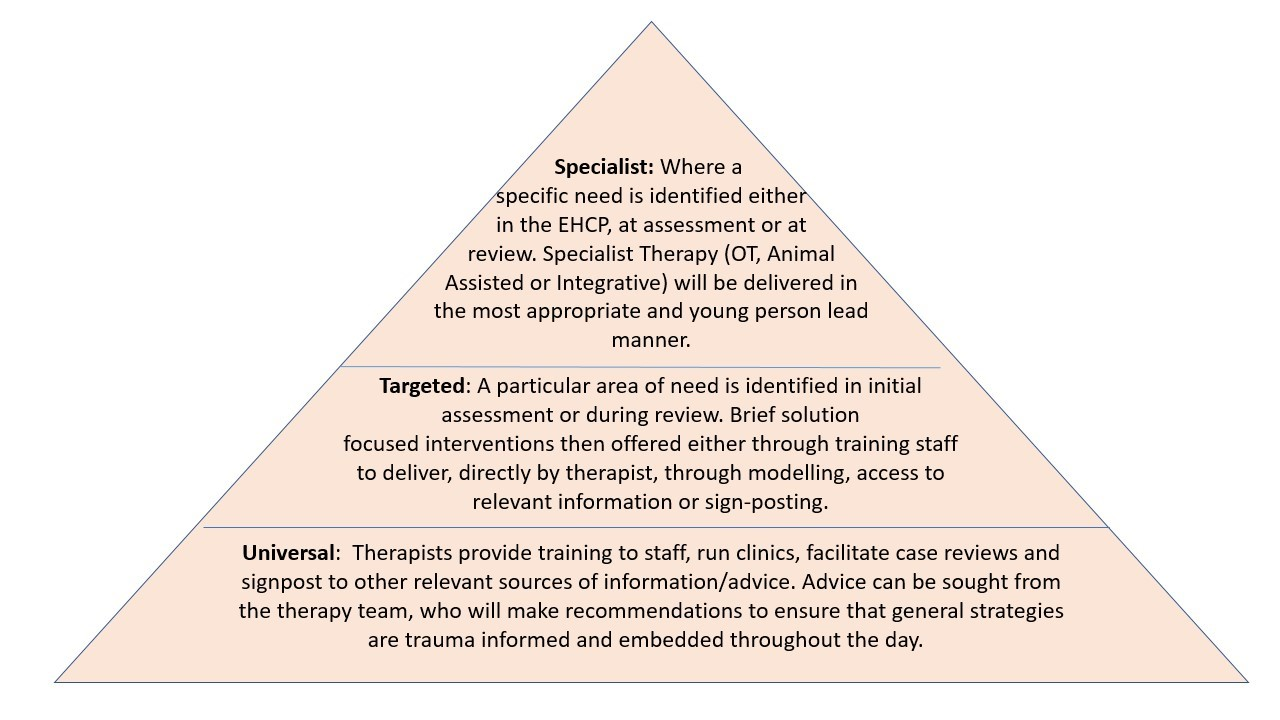 Specialist: Where a
specific need is identified either
in the EHCP, at assessment or at
review. Specialist Therapy (OT, Animal
Assisted or Integrative) will be delivered in
the most appropriate and young person lead
manner.
Targeted: A particular area of need is identified in initial
assessment or during review. Brief solution
focused interventions then offered either through training staff
to deliver, directly by therapist, through modelling, access to
relevant information or sign-posting.
Universal:  Therapists provide training to staff, run clinics, facilitate case reviews and
signpost to other relevant sources of information/advice. Advice can be sought from
the therapy team, who will make recommendations to ensure that general strategies
are trauma informed and embedded throughout the day.